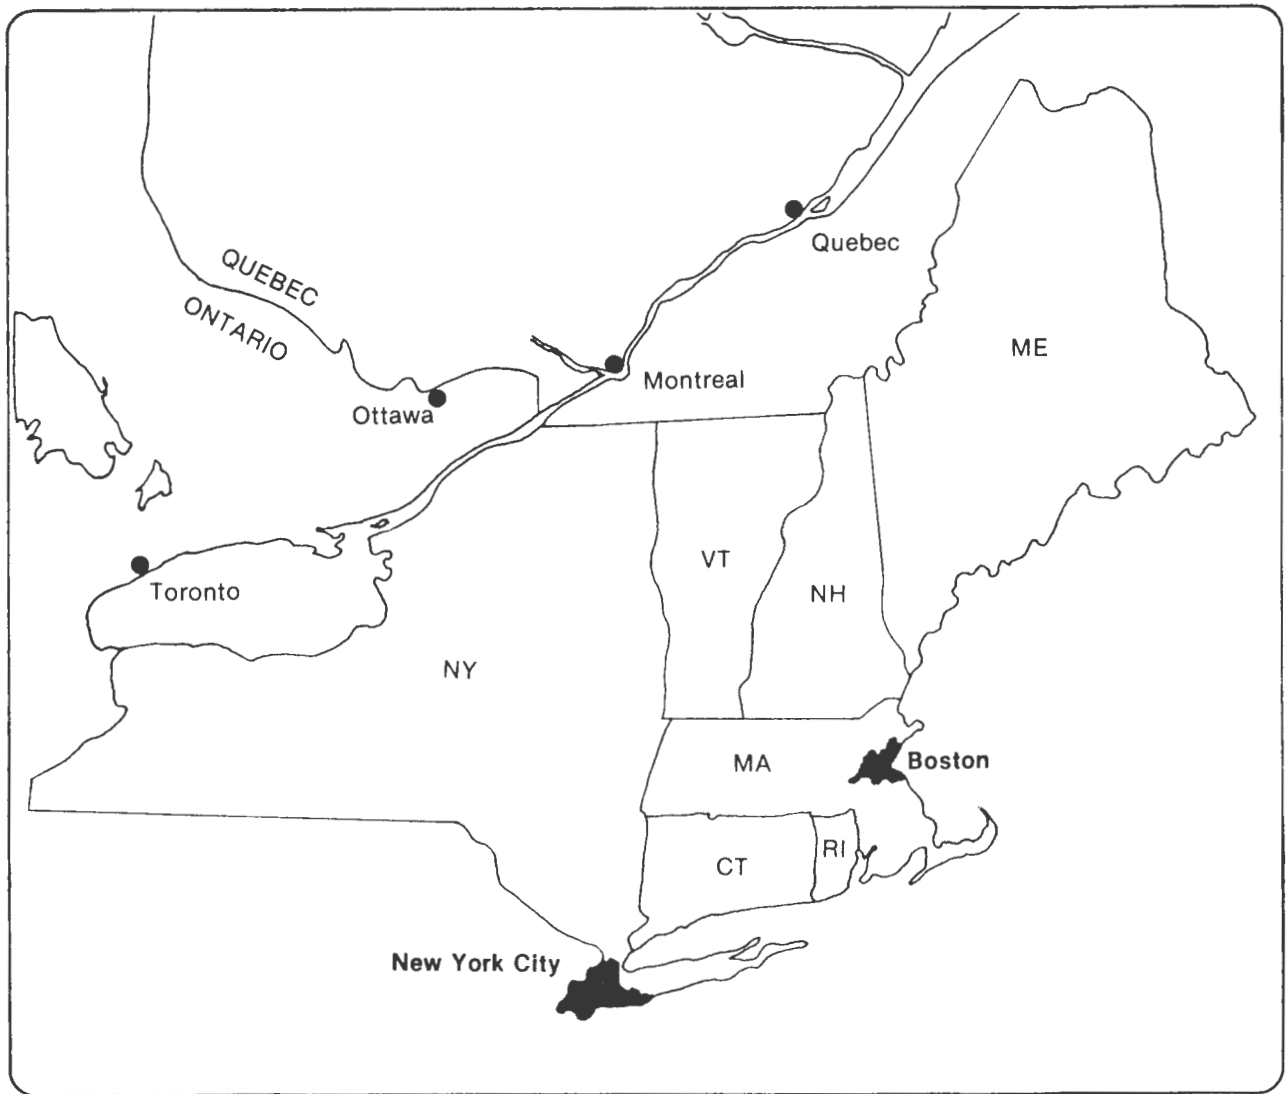 Quebec
QUEBEC
ONTARIO
ME
Montreal
Ottawa
VT
Toronto
NH
NY
MA
Boston
RI
CT
New York City